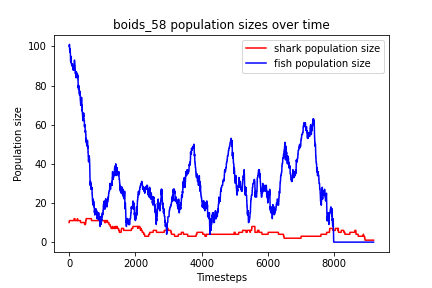 boids_58 population sizes over time
shark population size
fish population size
Population size
100
80
60
40
20
0
0 2000 4000 6000 8000
Timesteps